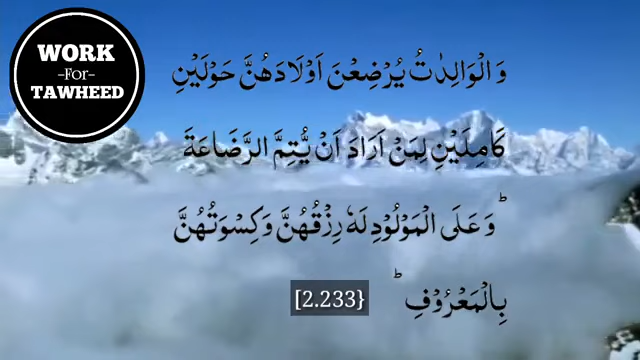 WORK
-For-
TAWHEED
وَالْوَالِدٰتُ يُرْضِعْنَ اَوْلَادَهُنَّ حَوْلَيْنِ
كَامِلَيْنِ لِمَنْ اَرَادَ اَنْ يُّتِمَّ الرَّضَاعَةَ
ؕ وَعَلَى الْمَوْلُوْدِ لَهٗ رِزْقُهُنَّ وَكِسْوَتُهُنَّ
بِالْمَعْرُوْفِ ؕ
[2.233}